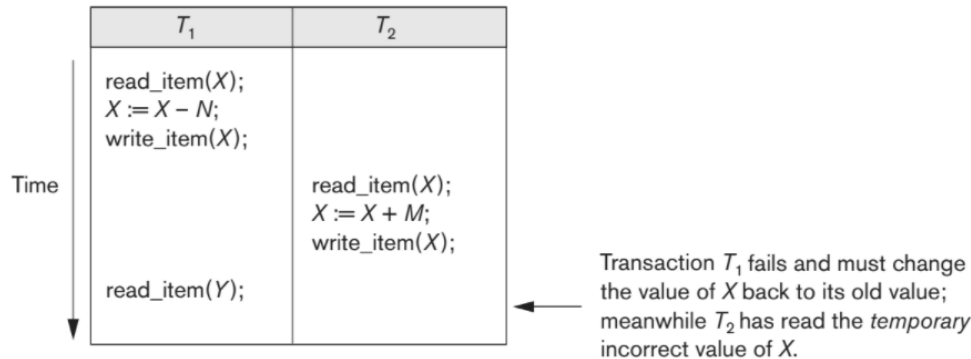 T₁ T₂
read_item(X);
X := X – N;
write_item(X);
Time
read_item(X);
X := X + M;
write_item(X);
read_item(Y);
Transaction T₁ fails and must change
the value of X back to its old value;
meanwhile T₂ has read the temporary
incorrect value of X.